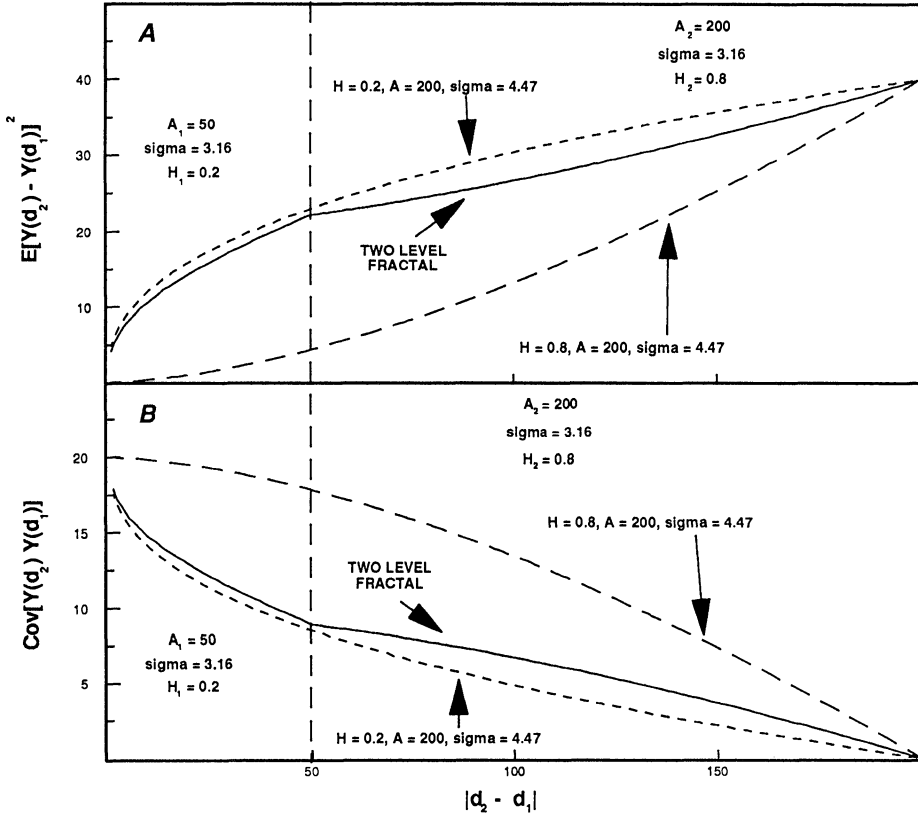 A
A₂ = 200
sigma = 3.16
H₂ = 0.8
H = 0.2, A = 200, sigma = 4.47
A₁ = 50
sigma = 3.16
H₁ = 0.2
TWO LEVEL
FRACTAL
H = 0.8, A = 200, sigma = 4.47
40
30
20
10
E[Y(d₂) - Y(d₁)]²
B
A₂ = 200
sigma = 3.16
H₂ = 0.8
H = 0.8, A = 200, sigma = 4.47
TWO LEVEL
FRACTAL
A₁ = 50
sigma = 3.16
H₁ = 0.2
H = 0.2, A = 200, sigma = 4.47
20
15
10
5
Cov[Y(d₂) Y(d₁)]
50
100
150
|d₂ - d₁|